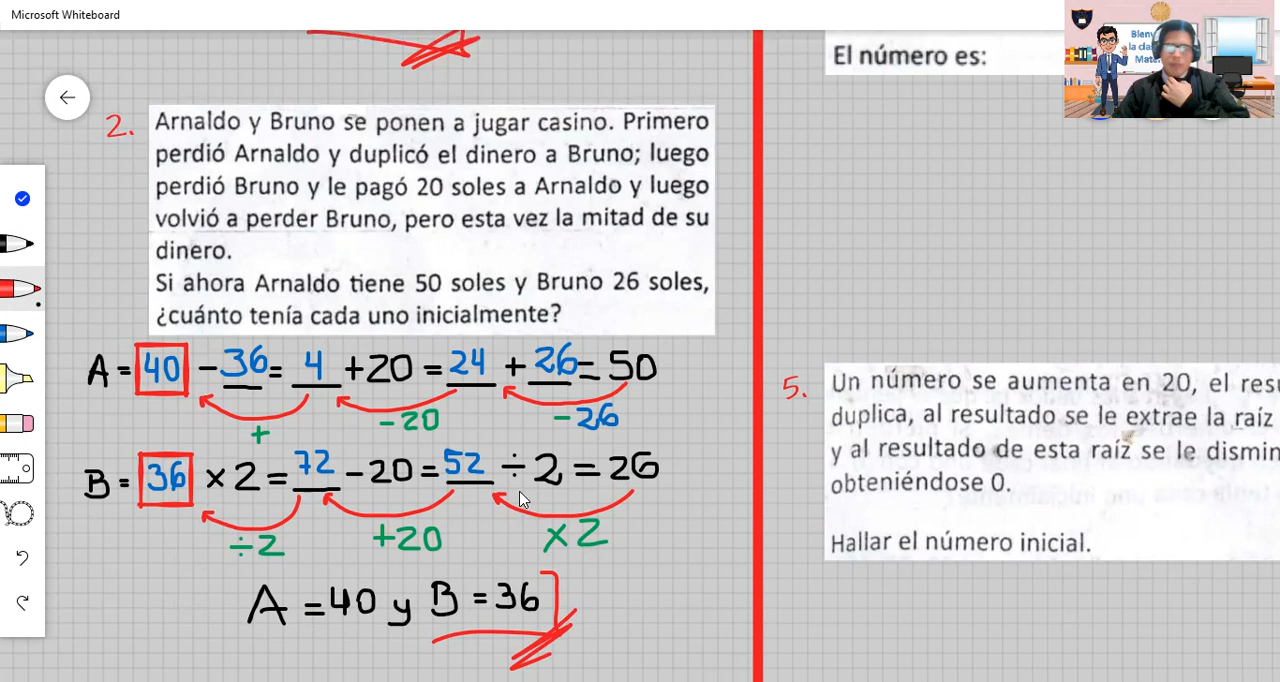 Microsoft Whiteboard
El número es:
2. Arnaldo y Bruno se ponen a jugar casino. Primero
perdió Arnaldo y duplicó el dinero a Bruno; luego
perdió Bruno y le pagó 20 soles a Arnaldo y luego
volvió a perder Bruno, pero esta vez la mitad de su
dinero.
Si ahora Arnaldo tiene 50 soles y Bruno 26 soles,
¿cuánto tenía cada uno inicialmente?
A = 40 - 36 = 4 +20 = 24 + 26 = 50
+ -20 -26
B = 36 × 2 = 72 - 20 = 52 ÷ 2 = 26
÷2 +20 ×2
A = 40 y B = 36
5. Un número se aumenta en 20, el
duplica, al resultado se le extrae la raíz
y al resultado de esta raíz se le
obteniéndose 0.
Hallar el número inicial.